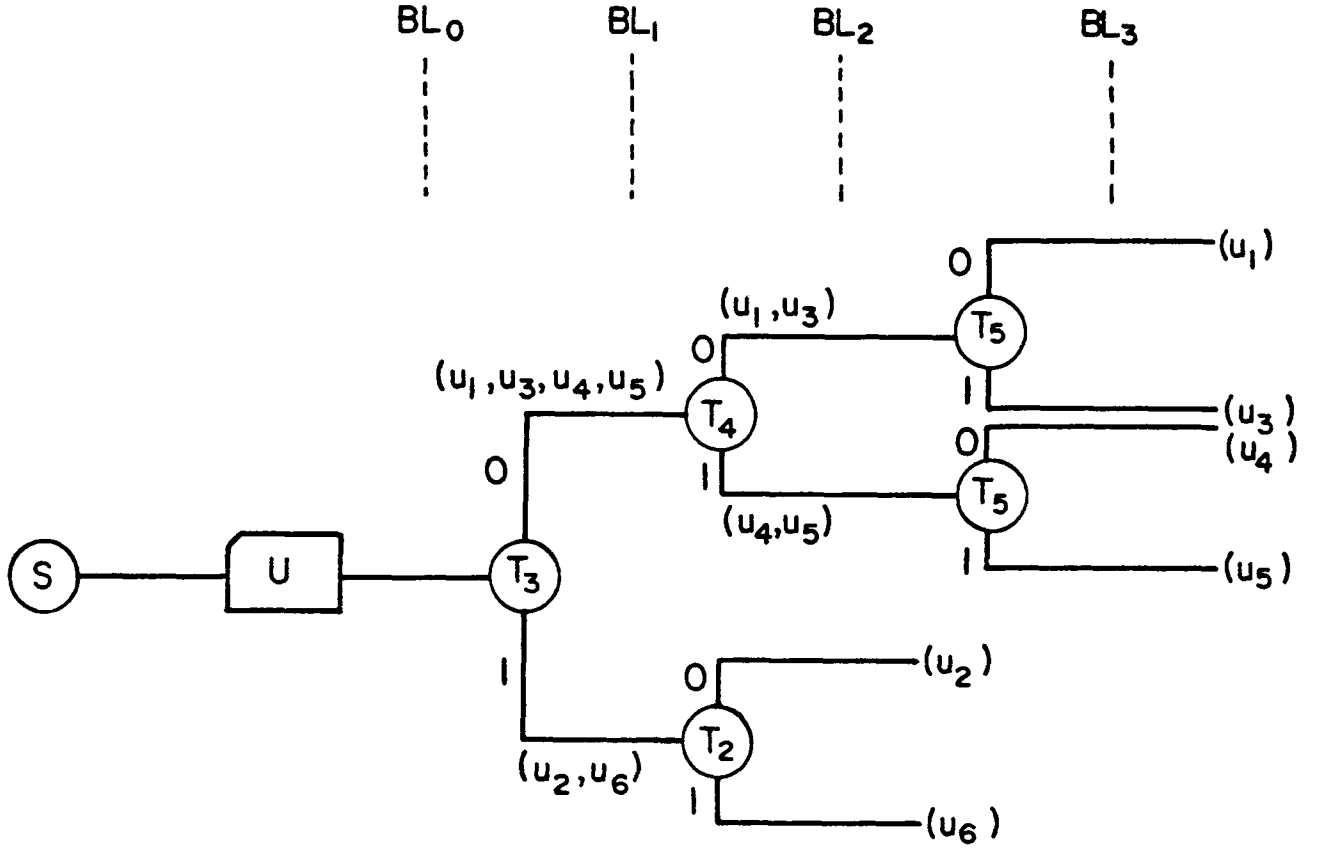 BL₀ BL₁ BL₂ BL₃
(u₁)
0
(u₁,u₃)
T₅
0
1
(u₁,u₃,u₄,u₅)
(u₃)
T₄
0
(u₄)
0
1
T₅
(u₄,u₅)
1
(u₅)
S
U
T₃
1
0
(u₂)
T₂
(u₂,u₆)
1
(u₆)